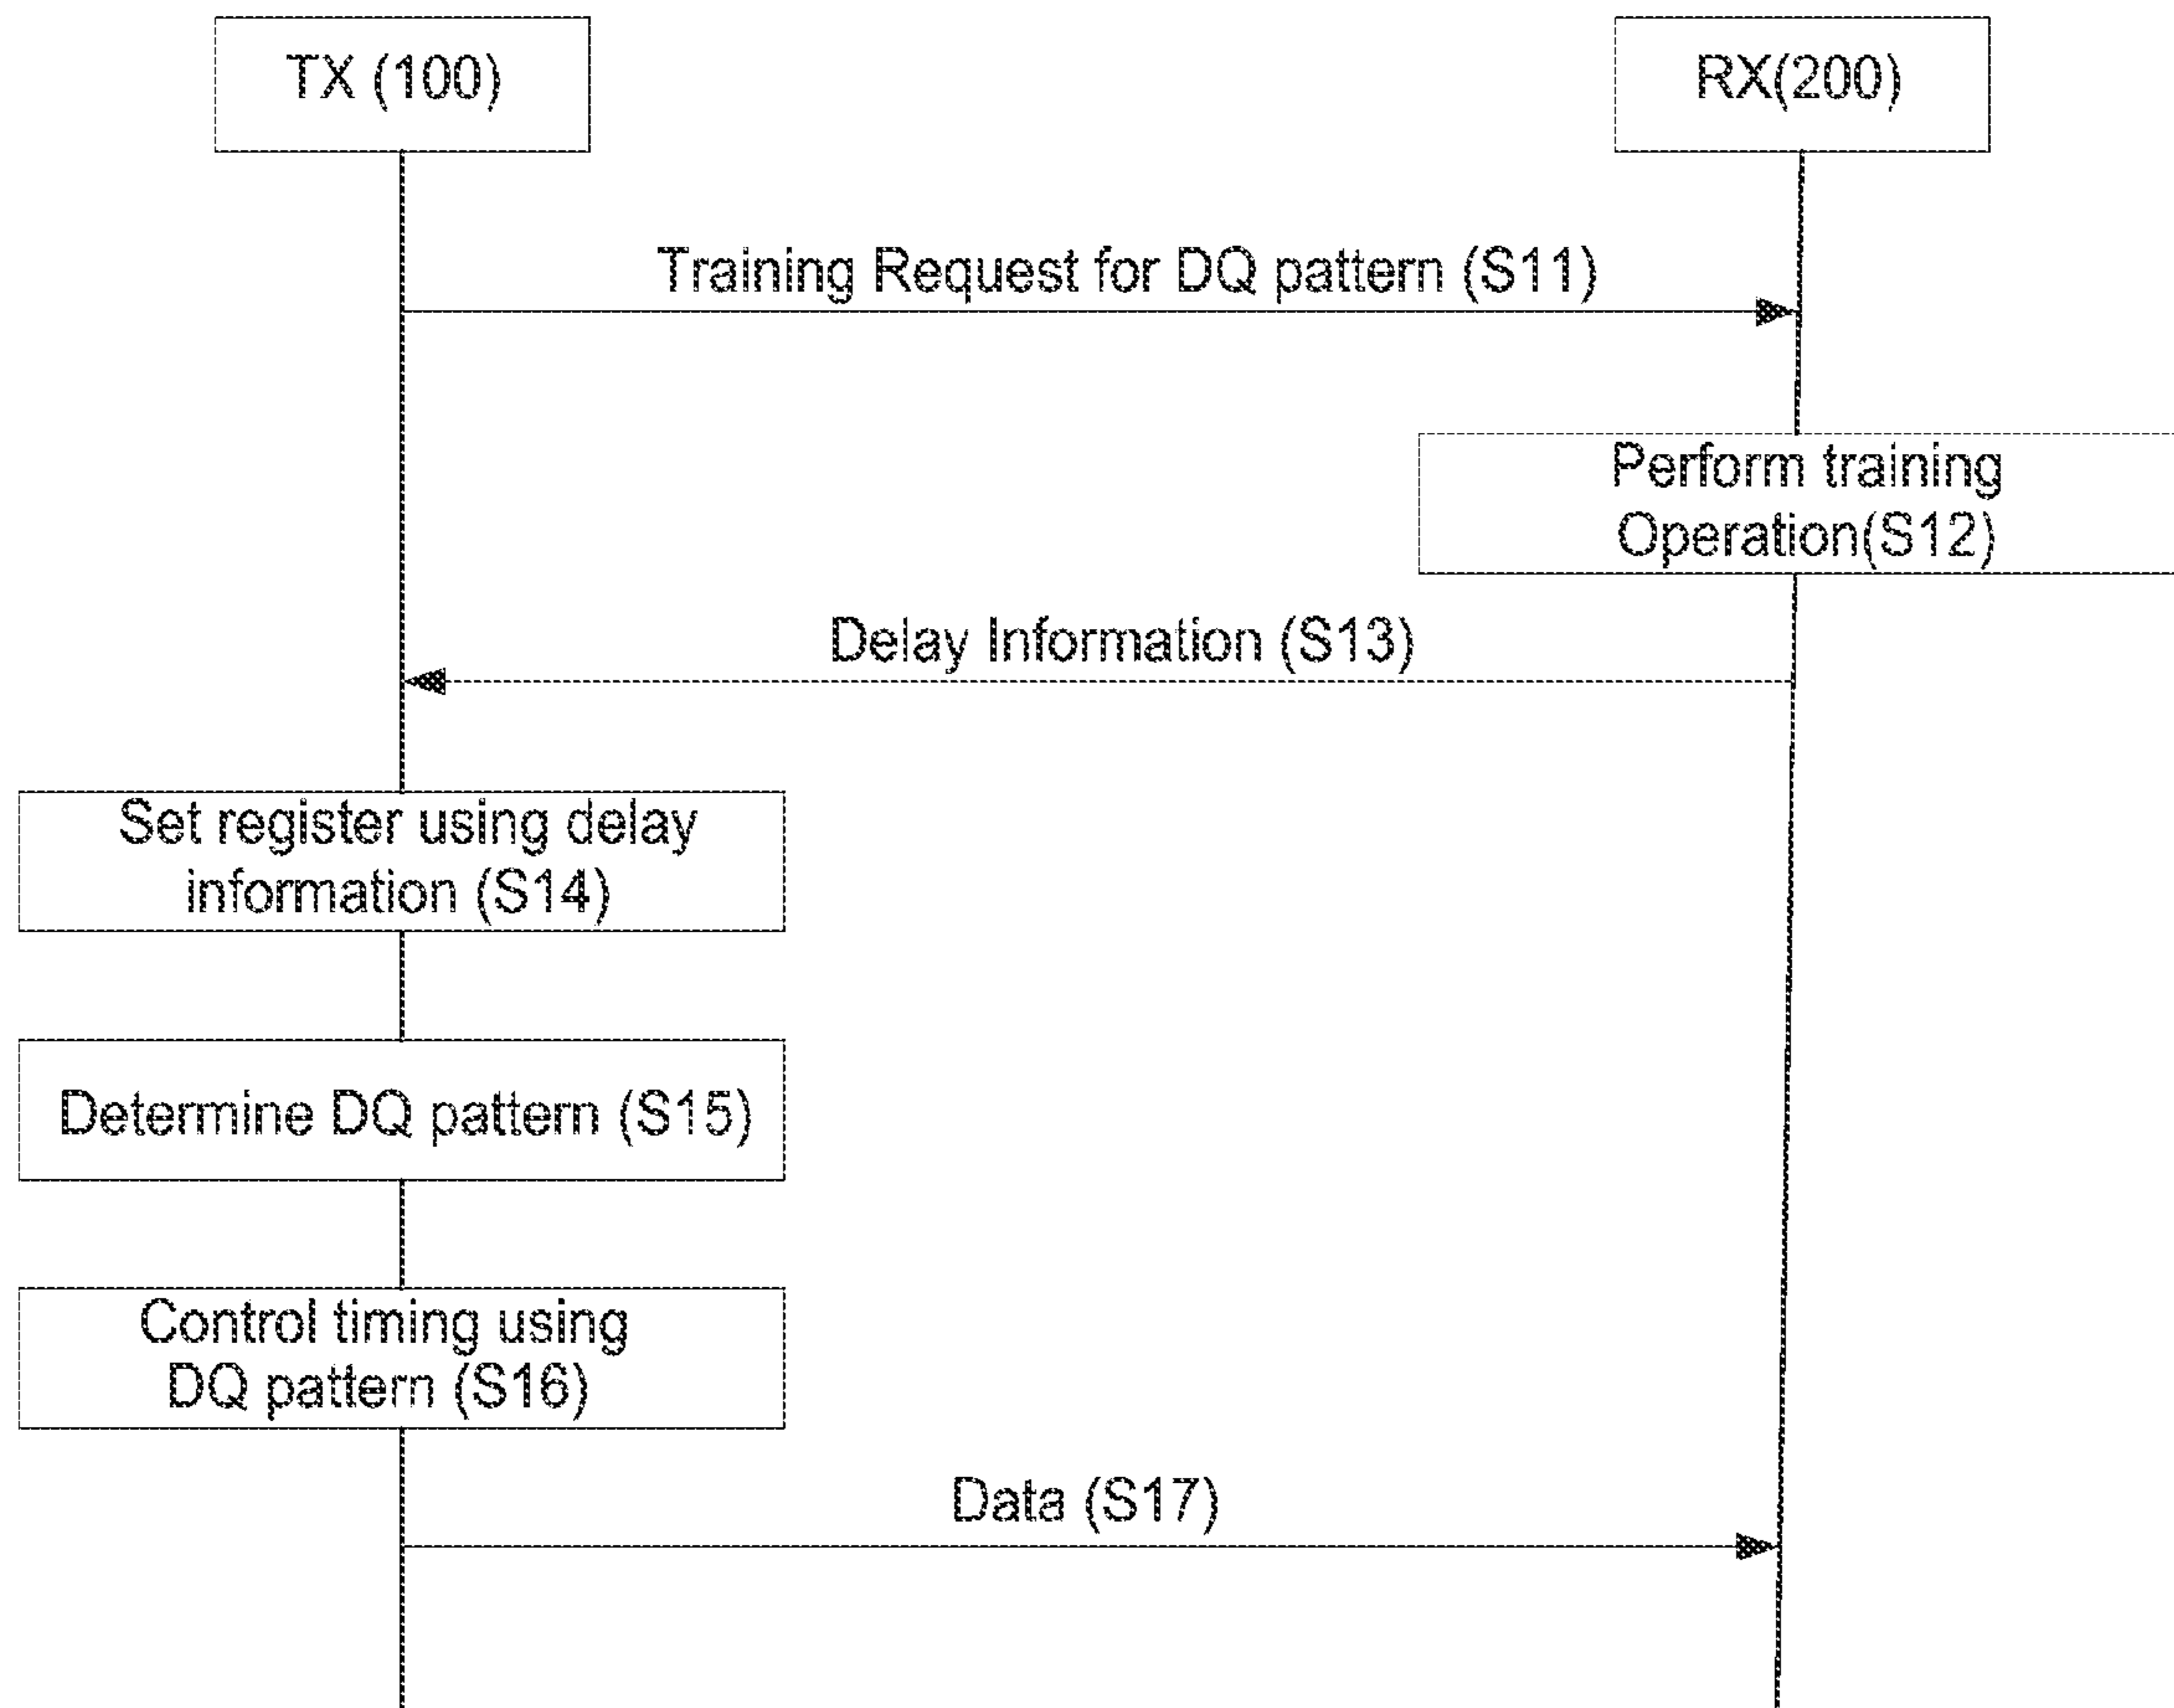 TX (100)
RX(200)
Training Request for DQ pattern (S11)
Perform training
Operation(S12)
Delay Information (S13)
Set register using delay
information (S14)
Determine DQ pattern (S15)
Control timing using
DQ pattern (S16)
Data (S17)